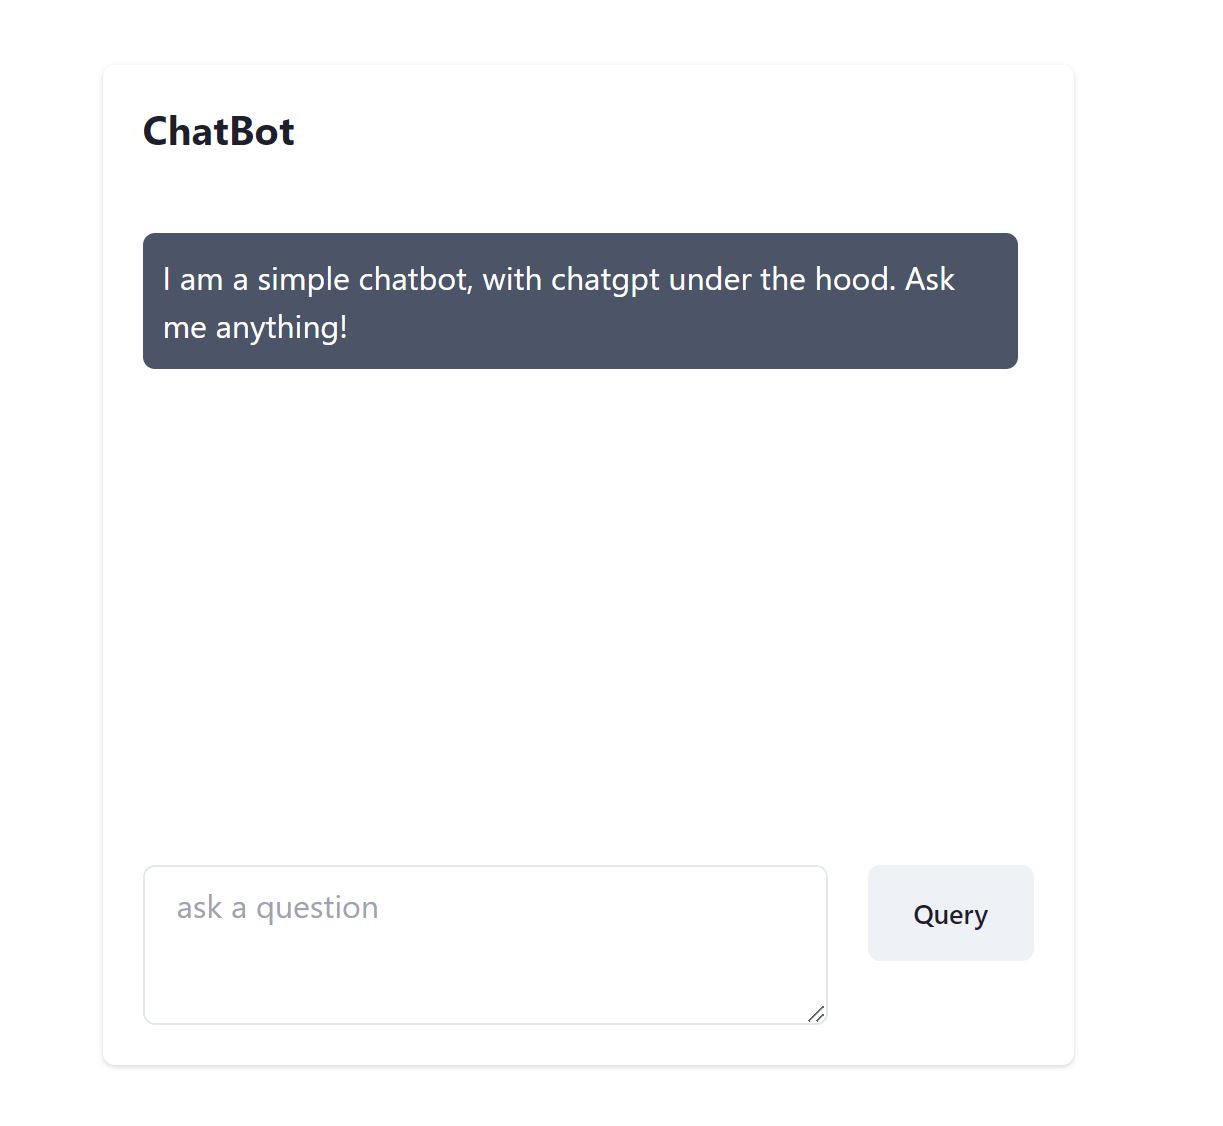 ChatBot
I am a simple chatbot, with chatgpt under the hood. Ask
me anything!
ask a question
Query